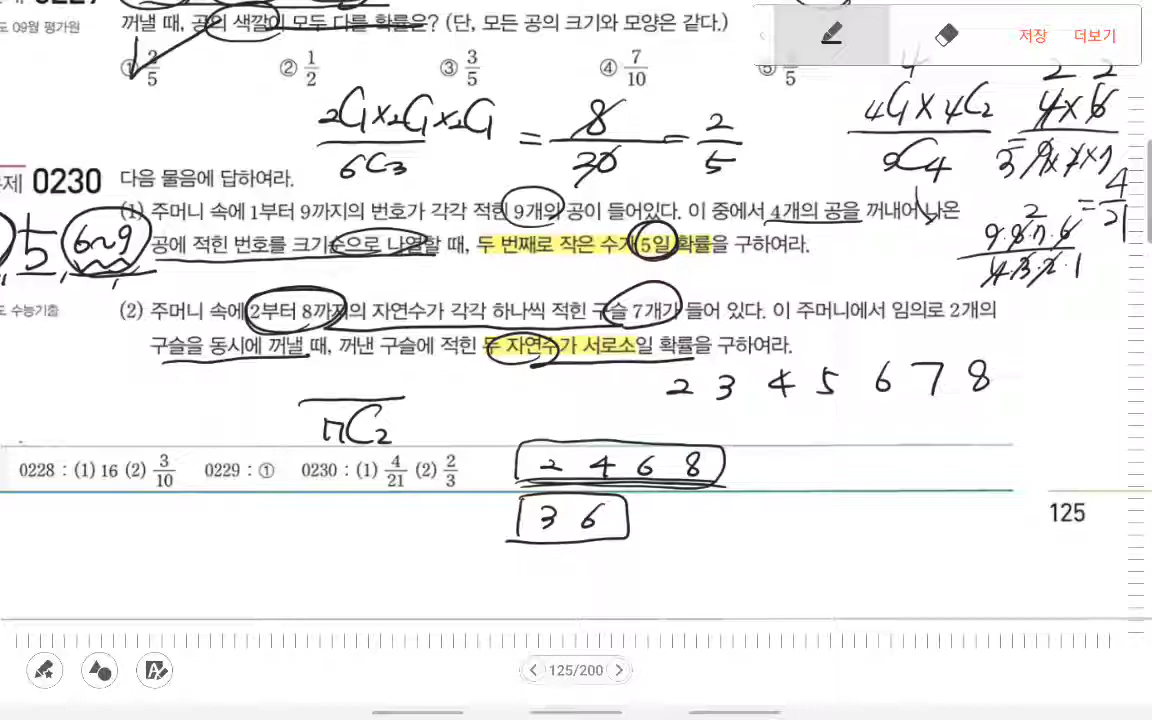 도 09월 평가원
꺼낼 때, 공의 색깔이 모두 다를 확률은? (단, 모든 공의 크기와 모양은 같다.)
저장 더보기
① 2/5 ② 1/2 ③ 3/5 ④ 7/10 ⑤ /5
₂C₁×₂C₁×₂C₁ / ₆C₃ = 8/20 = 2/5
₄C₁×₄C₂ / ₉C₄
= 4/21
9·8·7·6 / 4·3·2·1
제 0230 다음 물음에 답하여라.
(1) 주머니 속에 1부터 9까지의 번호가 각각 적힌 9개의 공이 들어있다. 이 중에서 4개의 공을 꺼내어 나온
공에 적힌 번호를 크기순으로 나열할 때, 두 번째로 작은 수가 5일 확률을 구하여라.
5, 6~9
도 수능기출
(2) 주머니 속에 2부터 8까지의 자연수가 각각 하나씩 적힌 구슬 7개가 들어 있다. 이 주머니에서 임의로 2개의
구슬을 동시에 꺼낼 때, 꺼낸 구슬에 적힌 두 자연수가 서로소일 확률을 구하여라.
2 3 4 5 6 7 8
₇C₂
2 4 6 8
0228 : (1) 16 (2) 3/10 0229 : ① 0230 : (1) 4/21 (2) 2/3
3 6
125
125/200